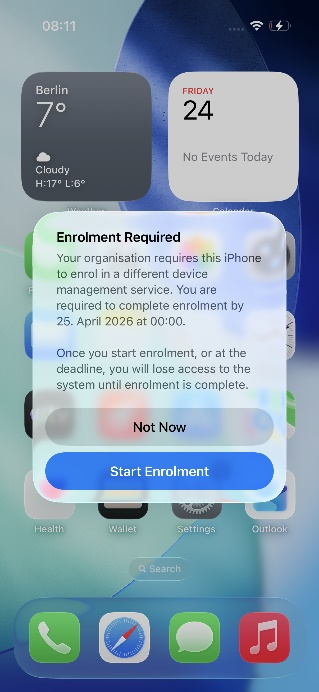 08:11
Berlin
7°
Cloudy
H:17° L:6°
FRIDAY
24
No Events Today
Enrolment Required
Your organisation requires this iPhone
to enrol in a different device
management service. You are
required to complete enrolment by
25. April 2026 at 00:00.
Once you start enrolment, or at the
deadline, you will lose access to the
system until enrolment is complete.
Not Now
Start Enrolment
Health
Wallet
Settings
Outlook
Search